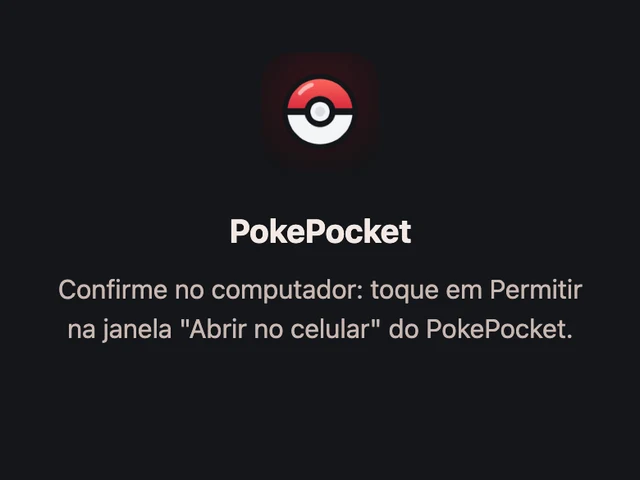 PokePocket
Confirme no computador: toque em Permitir
na janela "Abrir no celular" do PokePocket.